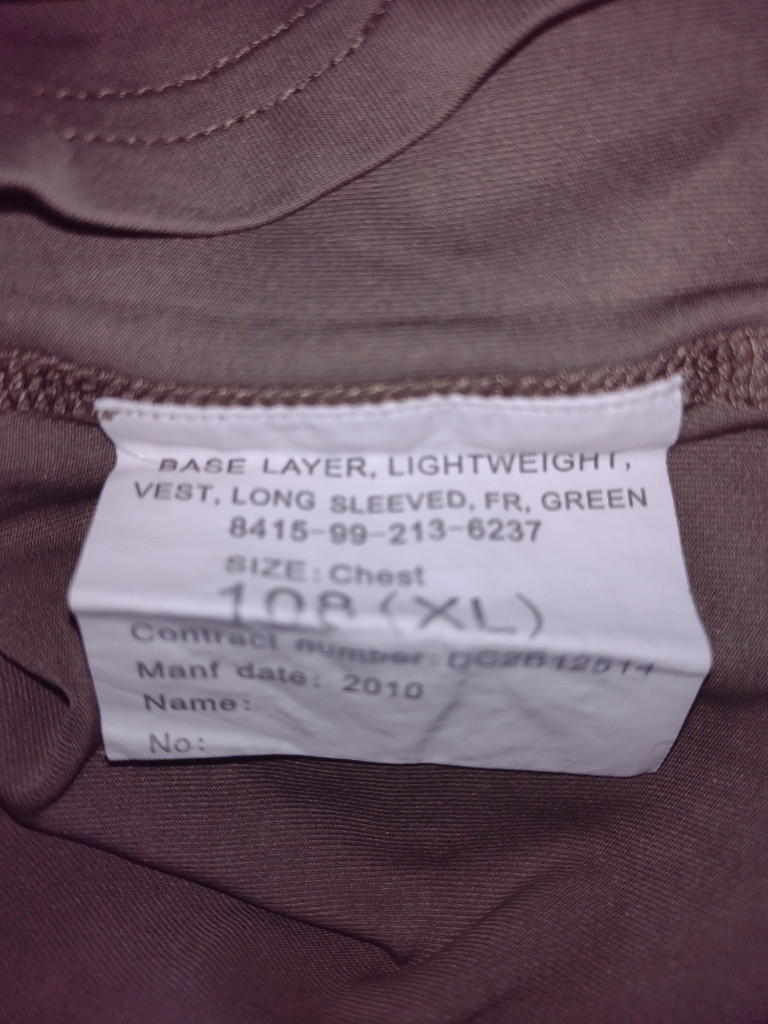 BASE LAYER, LIGHTWEIGHT,
VEST, LONG SLEEVED, FR, GREEN
8415-99-213-6237
SIZE: Chest
108 (XL)
Contract number: DC2B12514
Manf date: 2010
Name:
No: